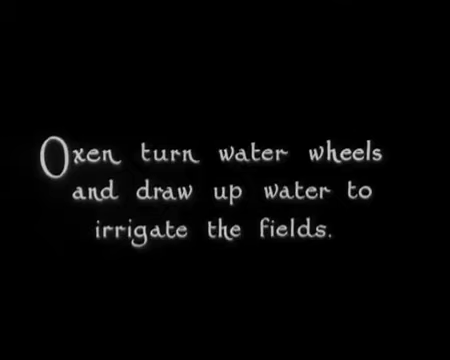 Oxen turn water wheels
and draw up water to
irrigate the fields.